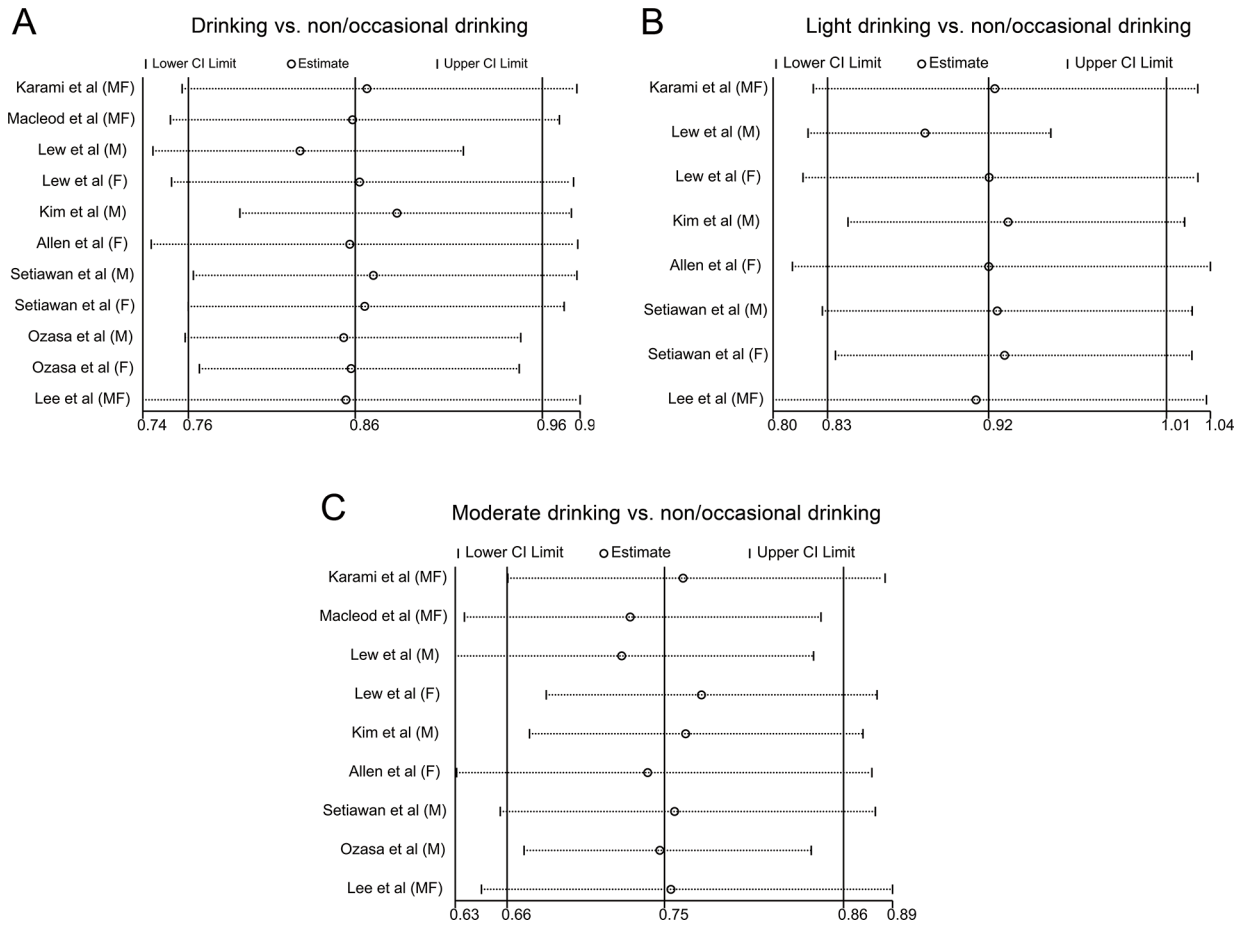 A
Drinking vs. non/occasional drinking
Lower CI Limit Estimate Upper CI Limit
Karami et al (MF)
Macleod et al (MF)
Lew et al (M)
Lew et al (F)
Kim et al (M)
Allen et al (F)
Setiawan et al (M)
Setiawan et al (F)
Ozasa et al (M)
Ozasa et al (F)
Lee et al (MF)
0.74 0.76 0.86 0.96 0.9
B
Light drinking vs. non/occasional drinking
Lower CI Limit Estimate Upper CI Limit
Karami et al (MF)
Lew et al (M)
Lew et al (F)
Kim et al (M)
Allen et al (F)
Setiawan et al (M)
Setiawan et al (F)
Lee et al (MF)
0.80 0.83 0.92 1.01 1.04
C
Moderate drinking vs. non/occasional drinking
Lower CI Limit Estimate Upper CI Limit
Karami et al (MF)
Macleod et al (MF)
Lew et al (M)
Lew et al (F)
Kim et al (M)
Allen et al (F)
Setiawan et al (M)
Ozasa et al (M)
Lee et al (MF)
0.63 0.66 0.75 0.86 0.89